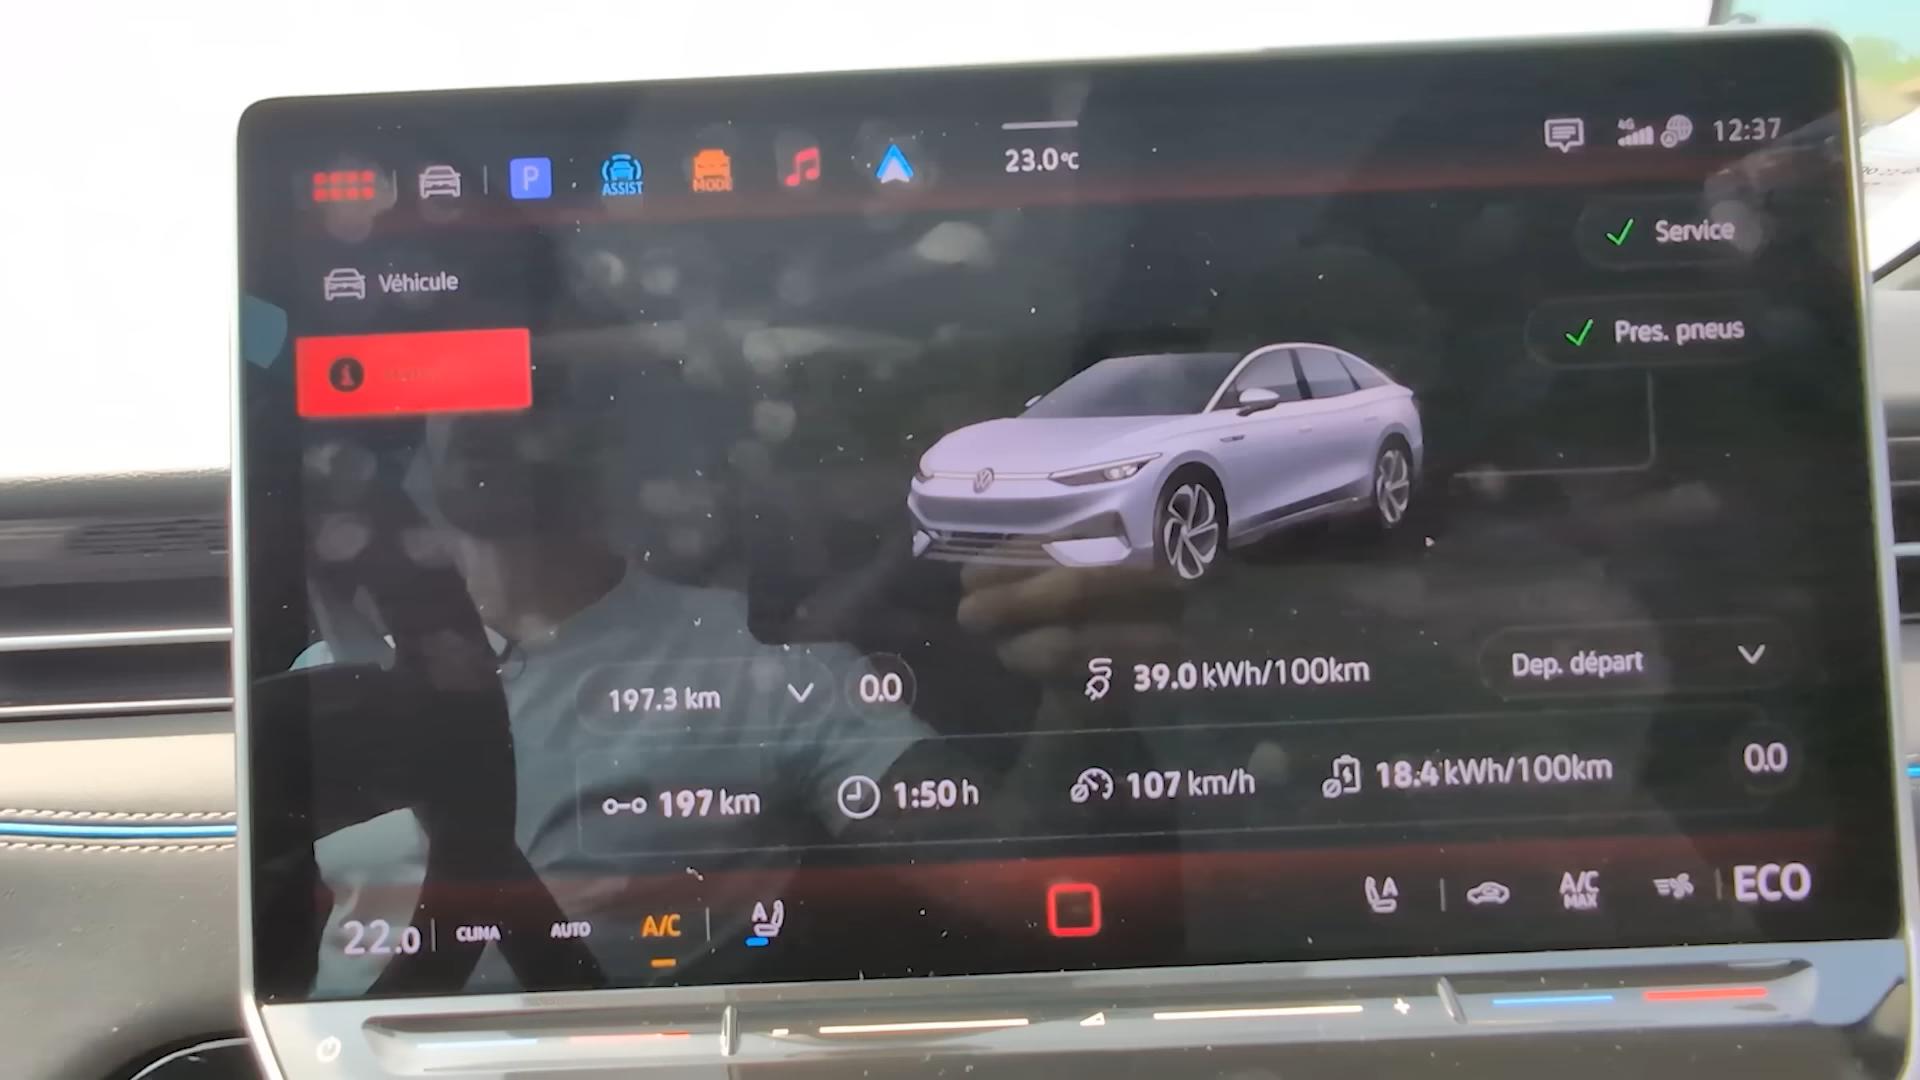 P
ASSIST
MODE
23.0°C
4G
12:37
Véhicule
Service
Pres. pneus
197.3 km
0.0
39.0 kWh/100km
Dep. départ
197 km
1:50 h
107 km/h
18.4 kWh/100km
0.0
22.0
CLIMA
AUTO
A/C
A
A
A/C
MAX
ECO